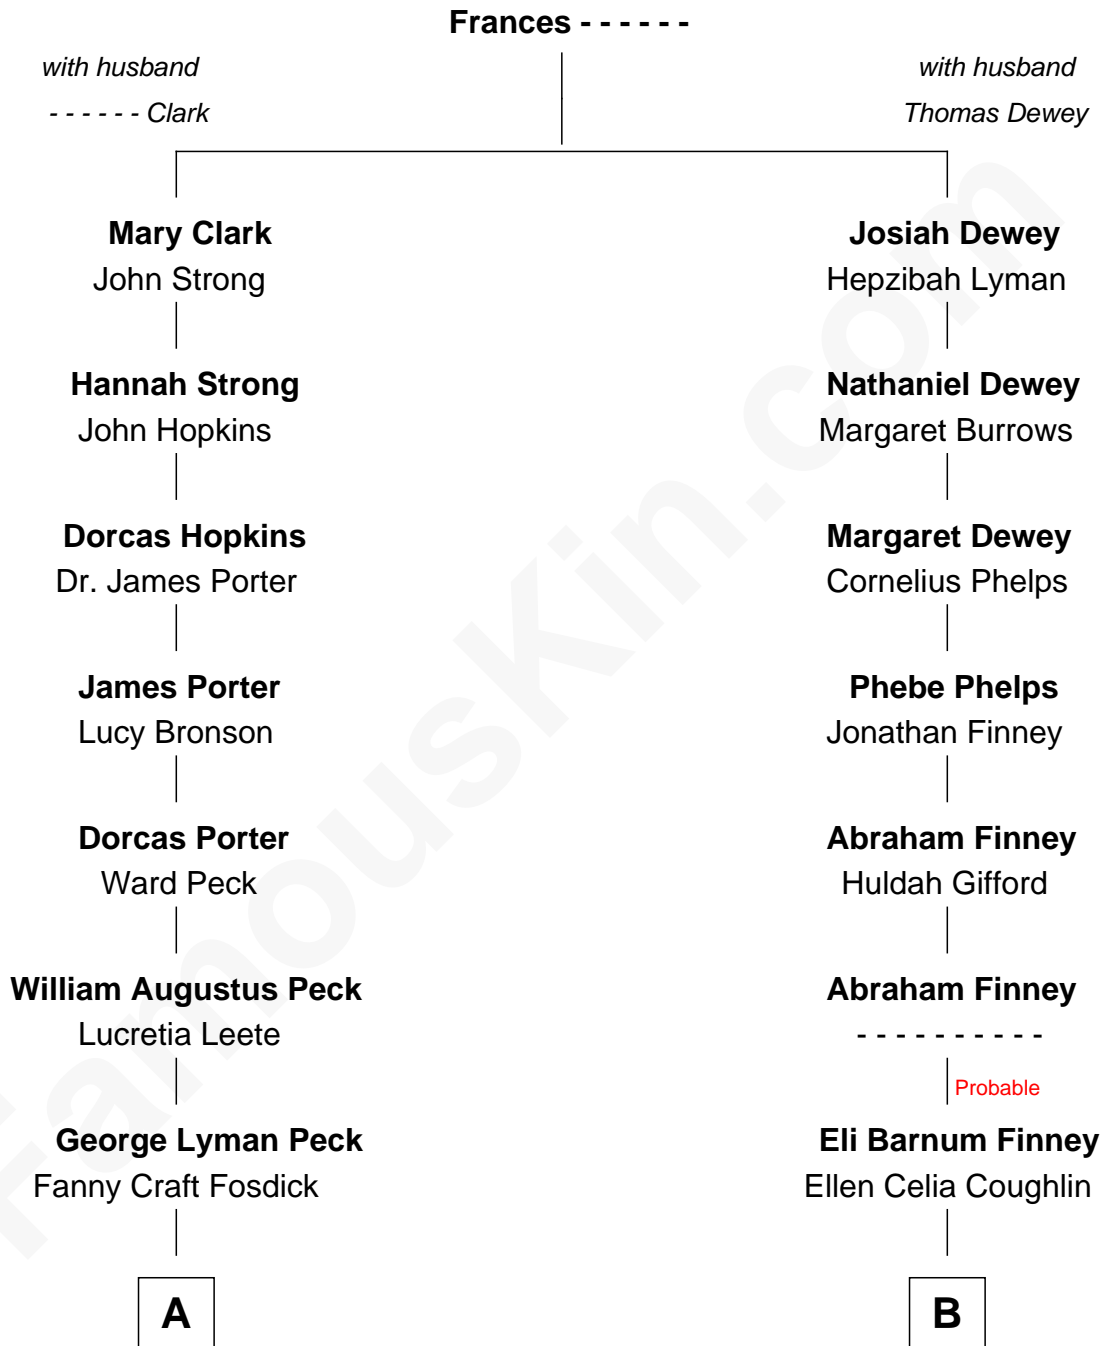 Frances - - - - - -
with husband
- - - - - - Clark
with husband
Thomas Dewey
Mary Clark
John Strong
Josiah Dewey
Hepzibah Lyman
Hannah Strong
John Hopkins
Nathaniel Dewey
Margaret Burrows
Dorcas Hopkins
Dr. James Porter
Margaret Dewey
Cornelius Phelps
James Porter
Lucy Bronson
Phebe Phelps
Jonathan Finney
Dorcas Porter
Ward Peck
Abraham Finney
Huldah Gifford
William Augustus Peck
Lucretia Leete
Abraham Finney
- - - - - - - - - -
Probable
George Lyman Peck
Fanny Craft Fosdick
Eli Barnum Finney
Ellen Celia Coughlin
A
B
FamousKin.com